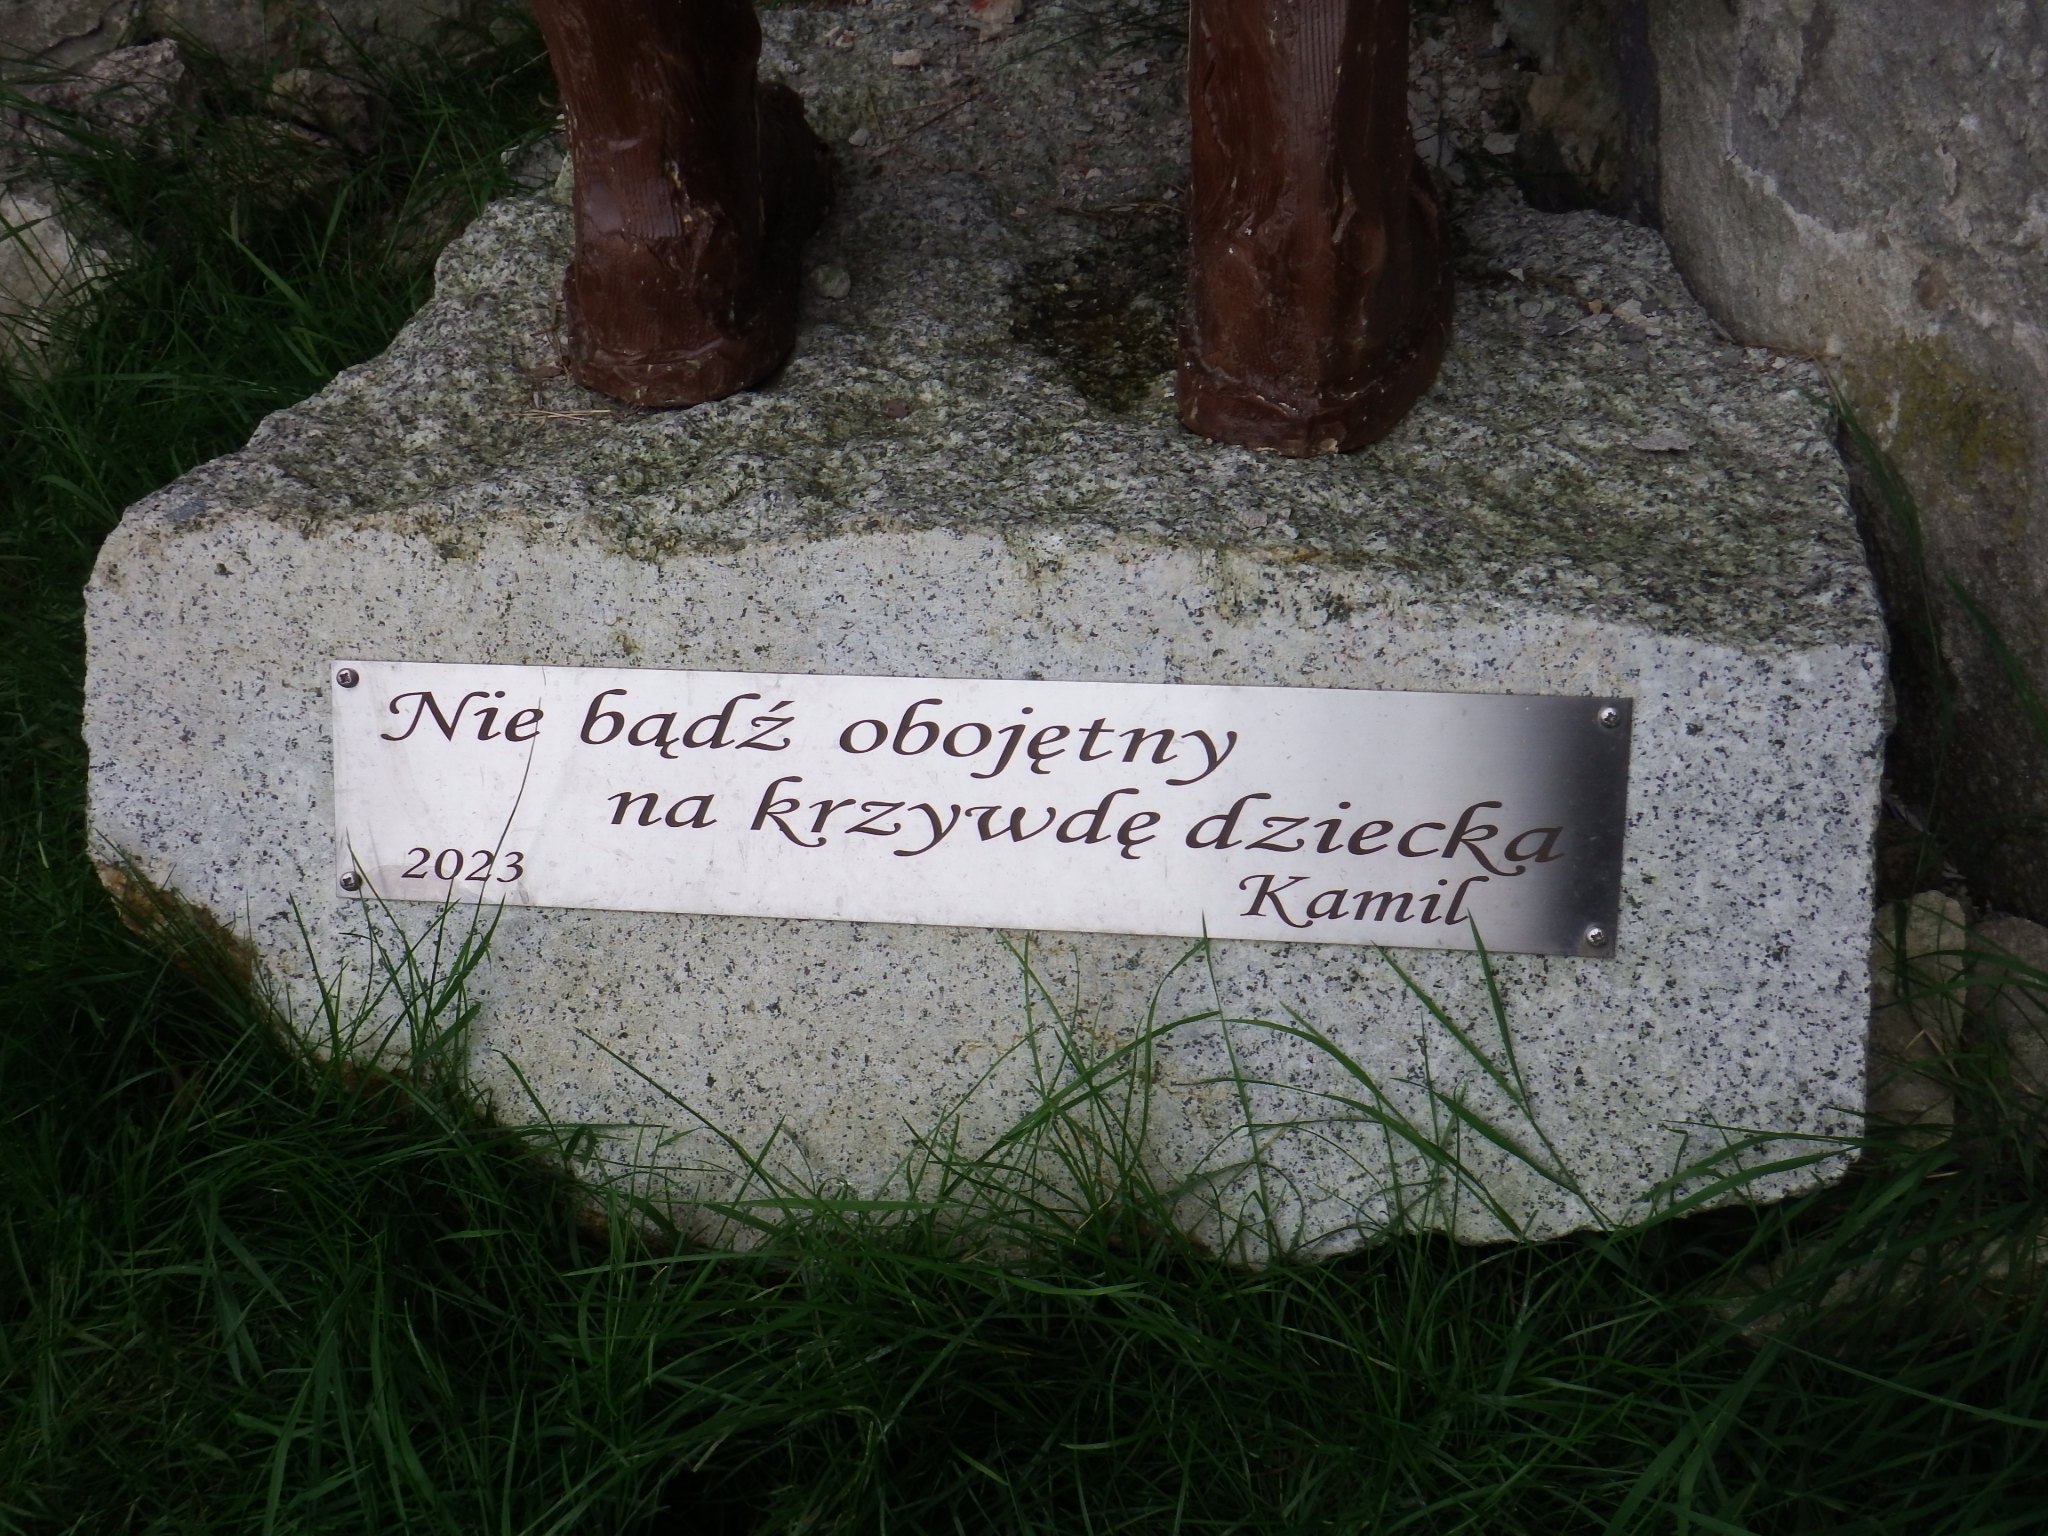 Nie bądź obojętny
na krzywdę dziecka
2023
Kamil